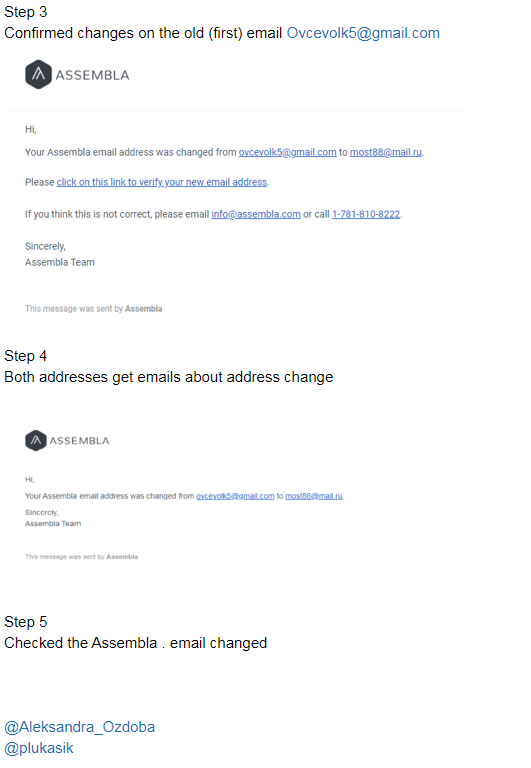 Step 3
Confirmed changes on the old (first) email Ovcevolk5@gmail.com
ASSEMBLA
Hi,
Your Assembla email address was changed from ovcevolk5@gmail.com to most88@mail.ru.
Please click on this link to verify your new email address.
If you think this is not correct, please email info@assembla.com or call 1-781-810-8222.
Sincerely,
Assembla Team
This message was sent by Assembla
Step 4
Both addresses get emails about address change
ASSEMBLA
Hi,
Your Assembla email address was changed from ovcevolk5@gmail.com to most88@mail.ru
Sincerely,
Assembla Team
This message was sent by Assembla
Step 5
Checked the Assembla . email changed
@Aleksandra_Ozdoba
@plukasik